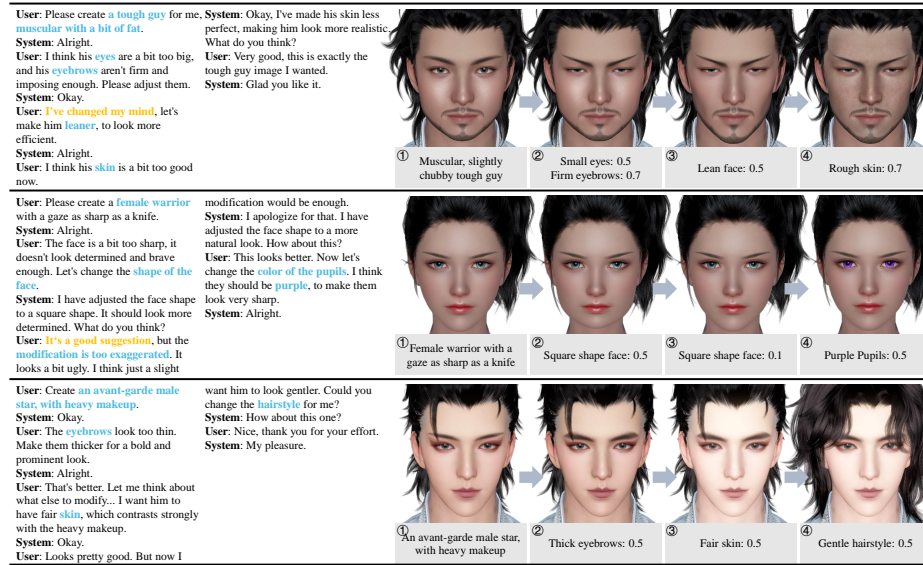 User: Please create a tough guy for me,
muscular with a bit of fat.
System: Alright.
User: I think his eyes are a bit too big,
and his eyebrows aren't firm and
imposing enough. Please adjust them.
System: Okay.
User: I've changed my mind, let's
make him leaner, to look more
efficient.
System: Alright.
User: I think his skin is a bit too good
now.
System: Okay, I've made his skin less
perfect, making him look more realistic.
What do you think?
User: Very good, this is exactly the
tough guy image I wanted.
System: Glad you like it.
①
Muscular, slightly
chubby tough guy
②
Small eyes: 0.5
Firm eyebrows: 0.7
③
Lean face: 0.5
④
Rough skin: 0.7
User: Please create a female warrior
with a gaze as sharp as a knife.
System: Alright.
User: The face is a bit too sharp, it
doesn't look determined and brave
enough. Let's change the shape of the
face.
System: I have adjusted the face shape
to a square shape. It should look more
determined. What do you think?
User: It's a good suggestion, but the
modification is too exaggerated. It
looks a bit ugly. I think just a slight
modification would be enough.
System: I apologize for that. I have
adjusted the face shape to a more
natural look. How about this?
User: This looks better. Now let's
change the color of the pupils. I think
they should be purple, to make them
look very sharp.
System: Alright.
①
Female warrior with a
gaze as sharp as a knife
②
Square shape face: 0.5
③
Square shape face: 0.1
④
Purple Pupils: 0.5
User: Create an avant-garde male
star, with heavy makeup.
System: Okay.
User: The eyebrows look too thin.
Make them thicker for a bold and
prominent look.
System: Alright.
User: That's better. Let me think about
what else to modify... I want him to
have fair skin, which contrasts strongly
with the heavy makeup.
System: Okay.
User: Looks pretty good. But now I
want him to look gentler. Could you
change the hairstyle for me?
System: How about this one?
User: Nice, thank you for your effort.
System: My pleasure.
①
An avant-garde male star,
with heavy makeup
②
Thick eyebrows: 0.5
③
Fair skin: 0.5
④
Gentle hairstyle: 0.5